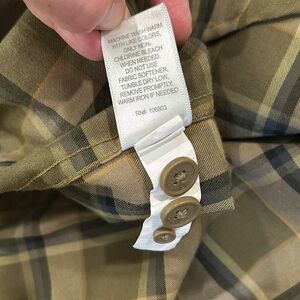 MACHINE WASH WARM
WITH LIKE COLORS,
ONLY NON-
CHLORINE BLEACH
WHEN NEEDED,
DO NOT USE
FABRIC SOFTENER,
TUMBLE DRY LOW,
REMOVE PROMPTLY,
WARM IRON IF NEEDED
RN# 106803